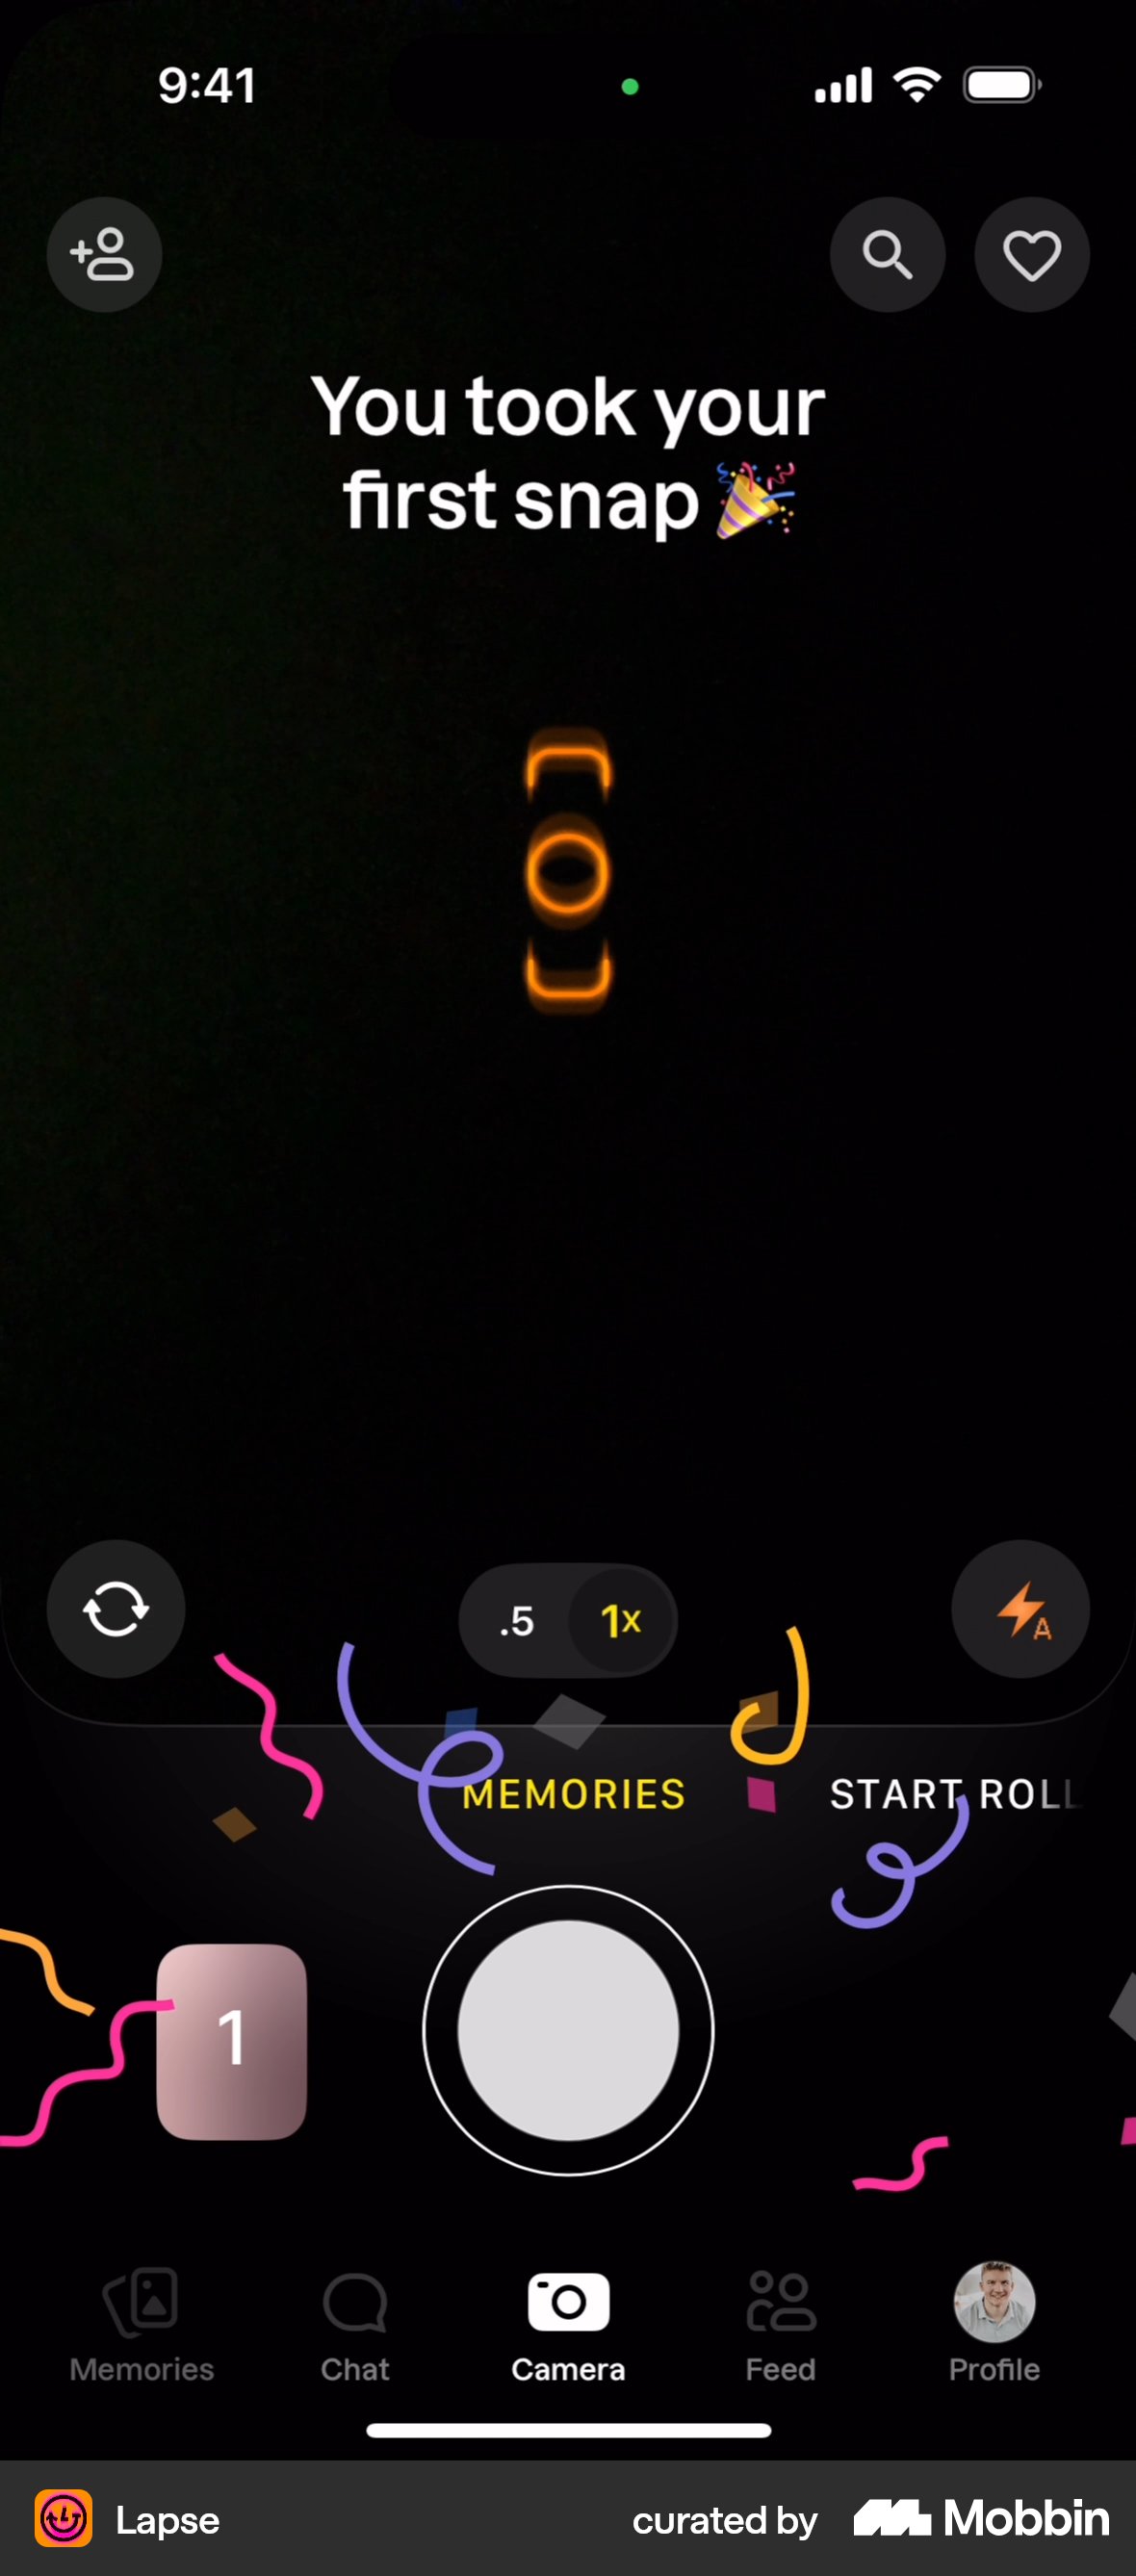 9:41
You took your
first snap 🎉
.5 1x
A
MEMORIES START ROLL
1
Memories Chat Camera Feed Profile
Lapse curated by Mobbin